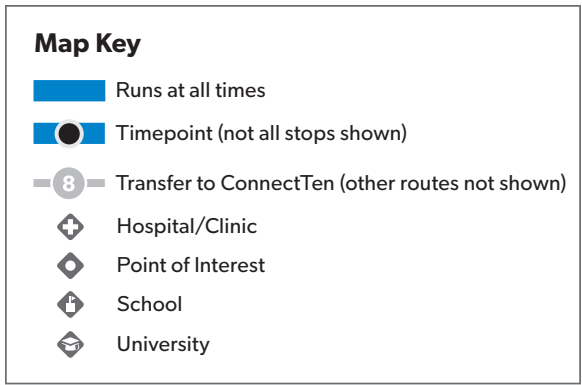 Map Key
Runs at all times
Timepoint (not all stops shown)
8 Transfer to ConnectTen (other routes not shown)
Hospital/Clinic
Point of Interest
School
University